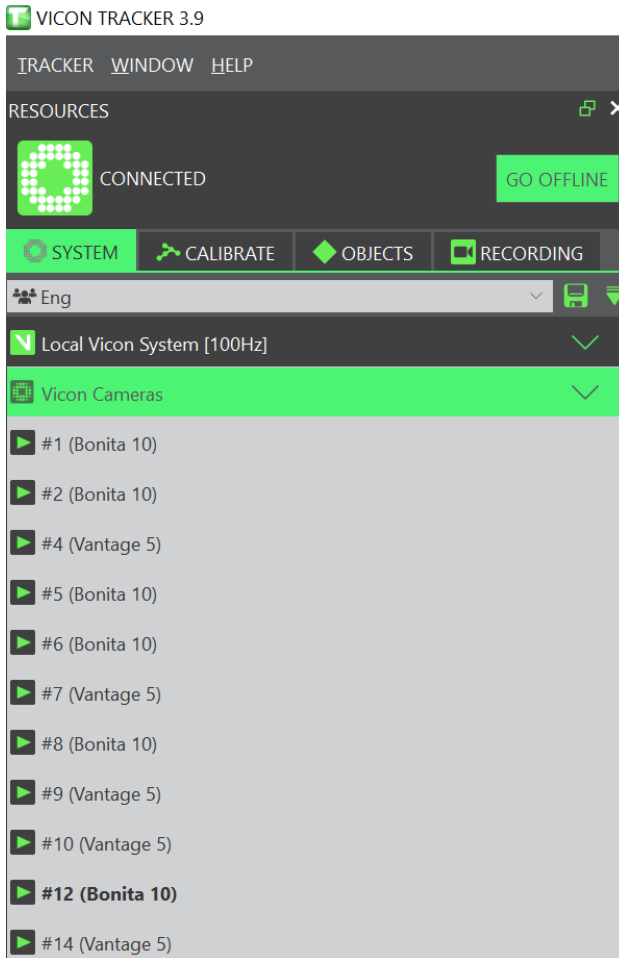 VICON TRACKER 3.9
TRACKER WINDOW HELP
RESOURCES
CONNECTED
GO OFFLINE
SYSTEM CALIBRATE OBJECTS RECORDING
Eng
Local Vicon System [100Hz]
Vicon Cameras
#1 (Bonita 10)
#2 (Bonita 10)
#4 (Vantage 5)
#5 (Bonita 10)
#6 (Bonita 10)
#7 (Vantage 5)
#8 (Bonita 10)
#9 (Vantage 5)
#10 (Vantage 5)
#12 (Bonita 10)
#14 (Vantage 5)